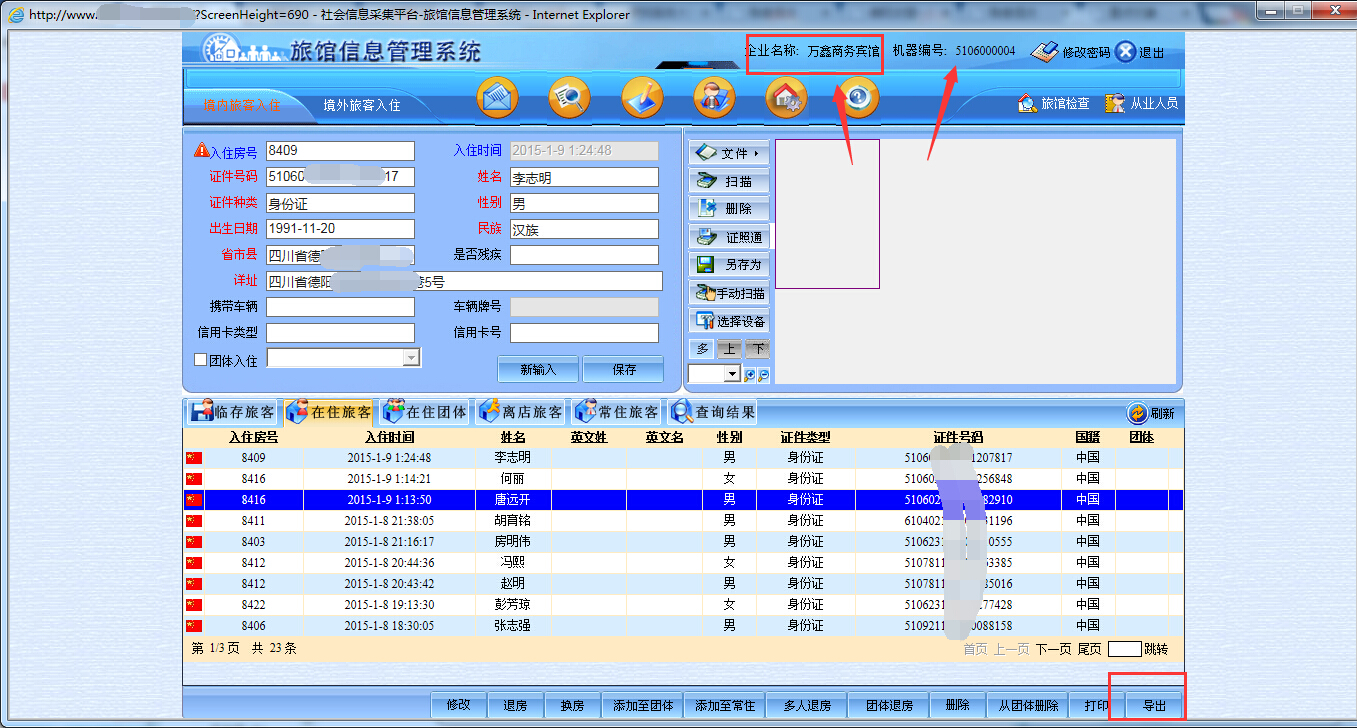 http://www. ?ScreenHeight=690 - 社会信息采集平台-旅馆信息管理系统 - Internet Explorer
旅馆信息管理系统 企业名称: 万鑫商务宾馆 机器编号: 5106000004 修改密码 退出
境内旅客入住 境外旅客入住 旅馆检查 从业人员
入住房号 8409 入住时间 2015-1-9 1:24:48
证件号码 51060 17 姓名 李志明
证件种类 身份证 性别 男
出生日期 1991-11-20 民族 汉族
省市县 四川省德 是否残疾
详址 四川省德阳 巷5号
携带车辆 车辆牌号
信用卡类型 信用卡号
团体入住 新输入 保存
文件
扫描
删除
证照通
另存为
手动扫描
选择设备
多 上 下
临存旅客 在住旅客 在住团体 离店旅客 常住旅客 查询结果 刷新
入住房号 入住时间 姓名 英文姓 英文名 性别 证件类型 证件号码 国籍 团体
8409 2015-1-9 1:24:48 李志明 男 身份证 5106 1207817 中国
8416 2015-1-9 1:14:21 何丽 女 身份证 51060 256848 中国
8416 2015-1-9 1:13:50 唐远开 男 身份证 510602 82910 中国
8411 2015-1-8 21:38:05 胡育铭 男 身份证 610402 1196 中国
8403 2015-1-8 21:16:17 房明伟 男 身份证 510623 0555 中国
8412 2015-1-8 20:44:36 冯熙 女 身份证 510781 3385 中国
8412 2015-1-8 20:43:42 赵明 男 身份证 510781 5016 中国
8422 2015-1-8 19:13:30 彭芳琼 女 身份证 510623 77428 中国
8406 2015-1-8 18:30:05 张志强 男 身份证 510921 088158 中国
第 1/3 页 共 23 条 首页 上一页 下一页 尾页 跳转
修改 退房 换房 添加至团体 添加至常住 多人退房 团体退房 删除 从团体删除 打印 导出